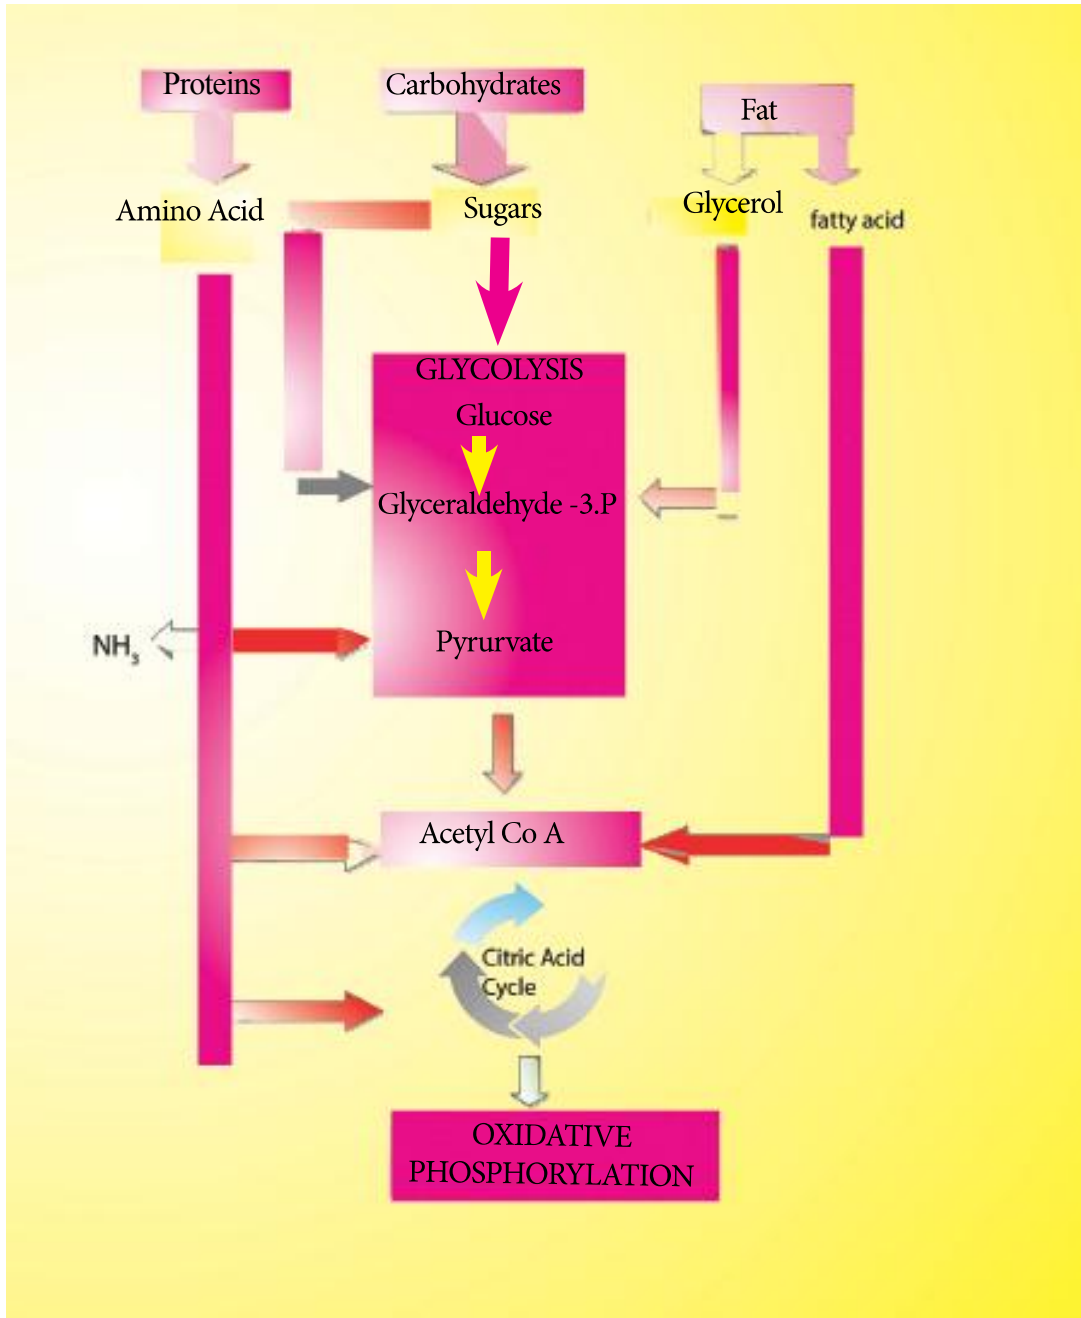 Proteins
Carbohydrates
Fat
Amino Acid
Sugars
Glycerol
fatty acid
GLYCOLYSIS
Glucose
Glyceraldehyde -3.P
NH3
Pyrurvate
Acetyl Co A
Citric Acid
Cycle
OXIDATIVE
PHOSPHORYLATION